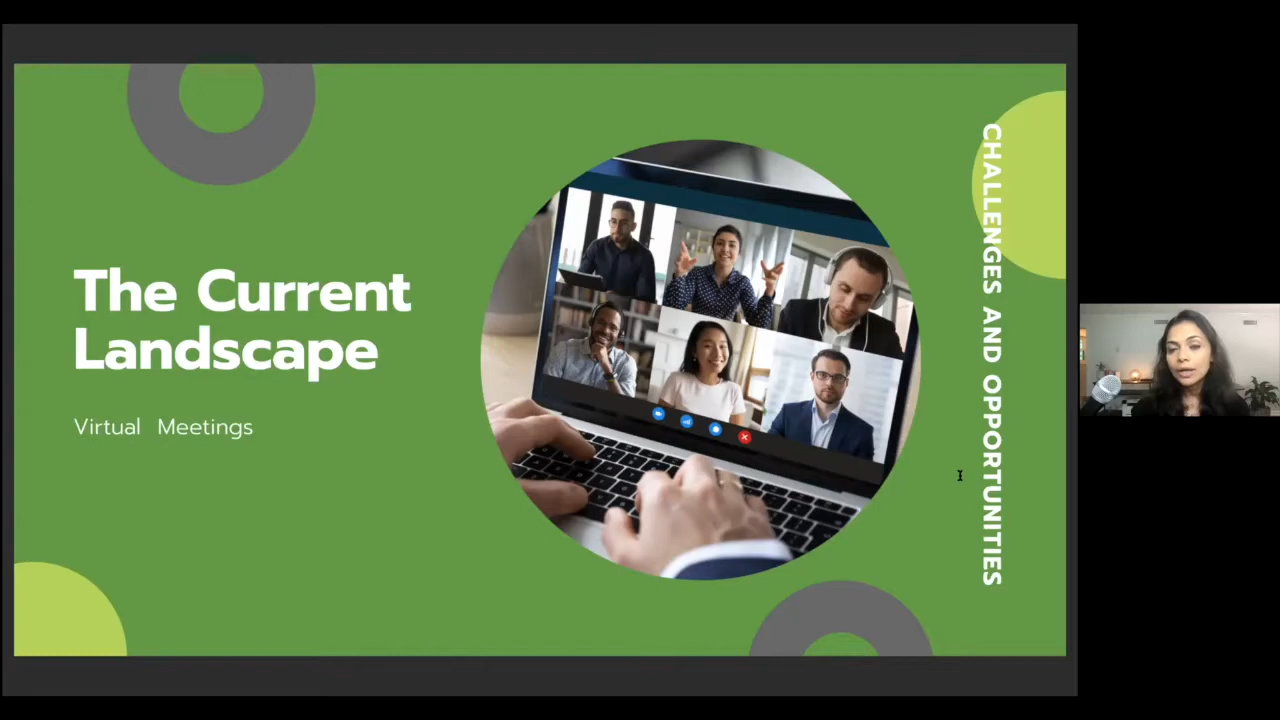 The Current
Landscape
Virtual Meetings
CHALLENGES AND OPPORTUNITIES